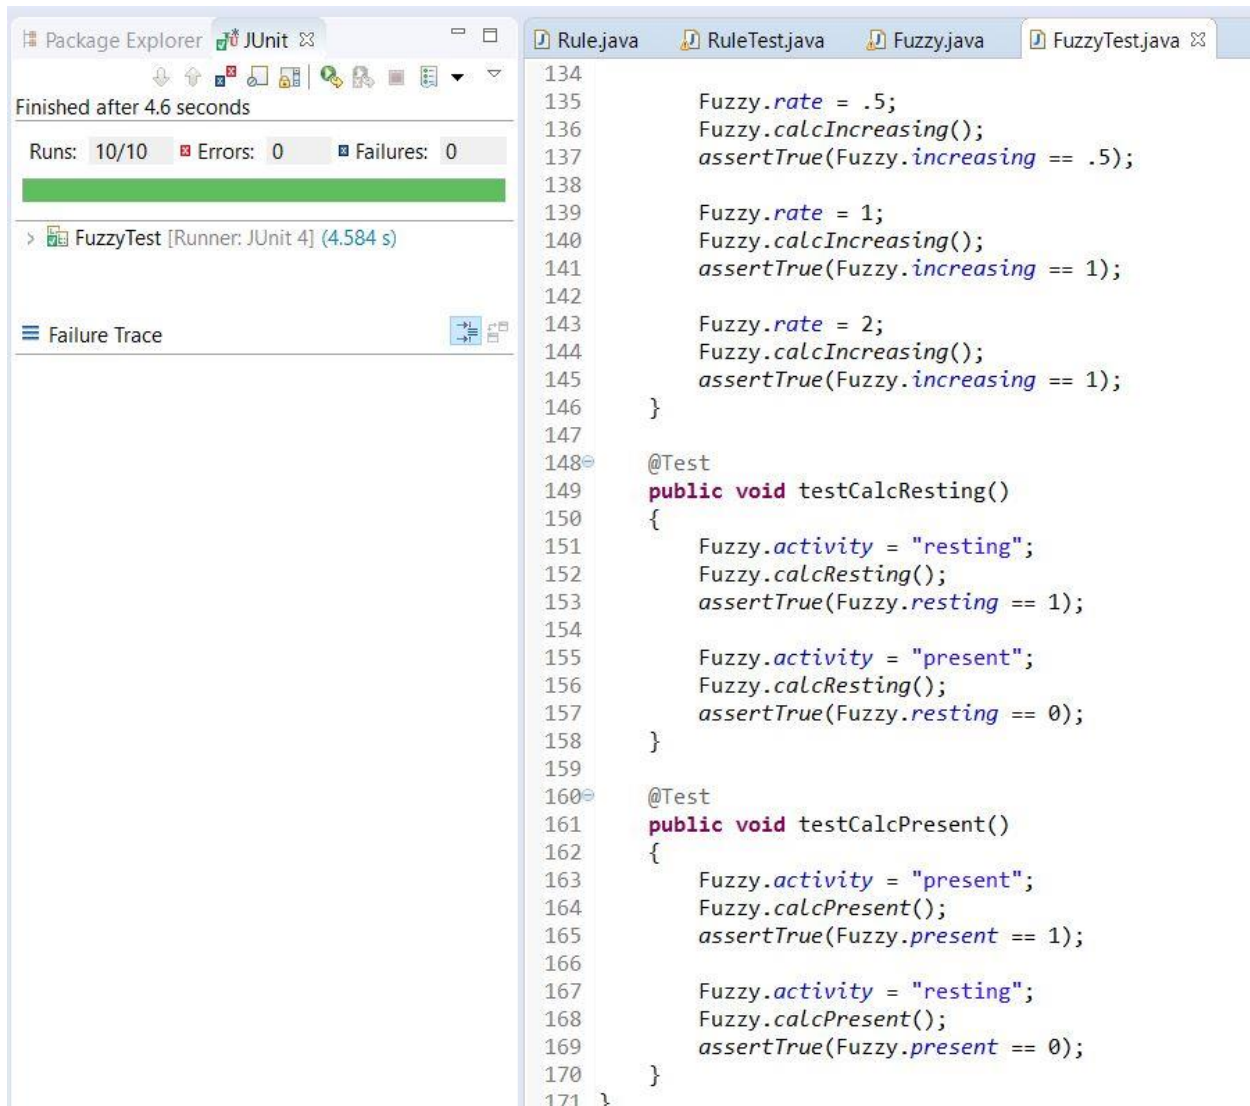 Package Explorer JUnit
Finished after 4.6 seconds
Runs: 10/10 Errors: 0 Failures: 0
FuzzyTest [Runner: JUnit 4] (4.584 s)
Failure Trace
Rule.java RuleTest.java Fuzzy.java FuzzyTest.java
134
135 Fuzzy.rate = .5;
136 Fuzzy.calcIncreasing();
137 assertTrue(Fuzzy.increasing == .5);
138
139 Fuzzy.rate = 1;
140 Fuzzy.calcIncreasing();
141 assertTrue(Fuzzy.increasing == 1);
142
143 Fuzzy.rate = 2;
144 Fuzzy.calcIncreasing();
145 assertTrue(Fuzzy.increasing == 1);
146 }
147
148 @Test
149 public void testCalcResting()
150 {
151 Fuzzy.activity = "resting";
152 Fuzzy.calcResting();
153 assertTrue(Fuzzy.resting == 1);
154
155 Fuzzy.activity = "present";
156 Fuzzy.calcResting();
157 assertTrue(Fuzzy.resting == 0);
158 }
159
160 @Test
161 public void testCalcPresent()
162 {
163 Fuzzy.activity = "present";
164 Fuzzy.calcPresent();
165 assertTrue(Fuzzy.present == 1);
166
167 Fuzzy.activity = "resting";
168 Fuzzy.calcPresent();
169 assertTrue(Fuzzy.present == 0);
170 }
171 }